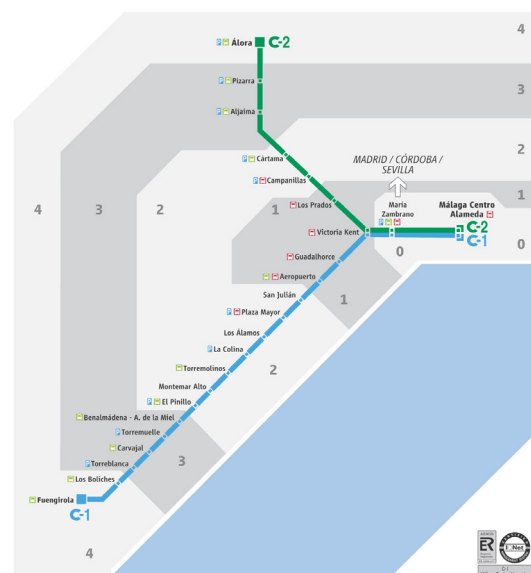 4
Álora C-2
Pizarra
3
Aljaima
2
Cártama
MADRID / CÓRDOBA /
SEVILLA
Campanillas
1
4
3
2
1
Los Prados
María
Zambrano
Málaga Centro
Alameda
C-2
C-1
Victoria Kent
0
0
Guadalhorce
Aeropuerto
San Julián
1
Plaza Mayor
Los Álamos
La Colina
2
Torremolinos
Montemar Alto
El Pinillo
Benalmádena - A. de la Miel
Torremuelle
Carvajal
3
Torreblanca
Los Boliches
Fuengirola
C-1
4
ER
Net